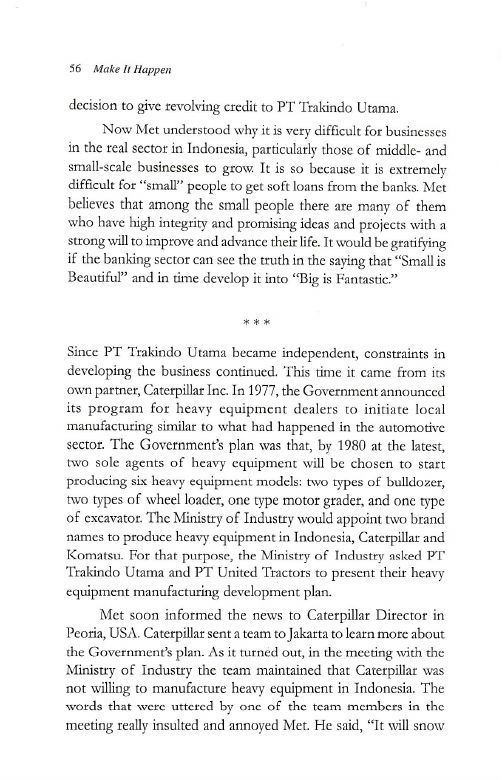 56 Make It Happen
decision to give revolving credit to PT Trakindo Utama.
Now Met understood why it is very difficult for businesses
in the real sector in Indonesia, particularly those of middle- and
small-scale businesses to grow. It is so because it is extremely
difficult for “small” people to get soft loans from the banks. Met
believes that among the small people there are many of them
who have high integrity and promising ideas and projects with a
strong will to improve and advance their life. It would be gratifying
if the banking sector can see the truth in the saying that “Small is
Beautiful” and in time develop it into “Big is Fantastic.”
***
Since PT Trakindo Utama became independent, constraints in
developing the business continued. This time it came from its
own partner, Caterpillar Inc. In 1977, the Government announced
its program for heavy equipment dealers to initiate local
manufacturing similar to what had happened in the automotive
sector. The Government’s plan was that, by 1980 at the latest,
two sole agents of heavy equipment will be chosen to start
producing six heavy equipment models: two types of bulldozer,
two types of wheel loader, one type motor grader, and one type
of excavator. The Ministry of Industry would appoint two brand
names to produce heavy equipment in Indonesia, Caterpillar and
Komatsu. For that purpose, the Ministry of Industry asked PT
Trakindo Utama and PT United Tractors to present their heavy
equipment manufacturing development plan.
Met soon informed the news to Caterpillar Director in
Peoria, USA. Caterpillar sent a team to Jakarta to learn more about
the Government’s plan. As it turned out, in the meeting with the
Ministry of Industry the team maintained that Caterpillar was
not willing to manufacture heavy equipment in Indonesia. The
words that were uttered by one of the team members in the
meeting really insulted and annoyed Met. He said, “It will snow